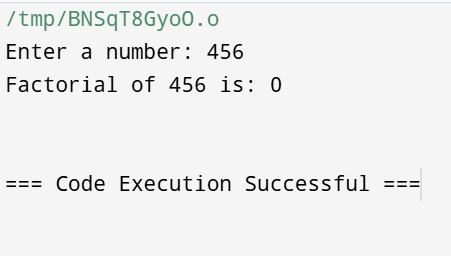 /tmp/BNSqT8GyoO.o
Enter a number: 456
Factorial of 456 is: 0
=== Code Execution Successful ===